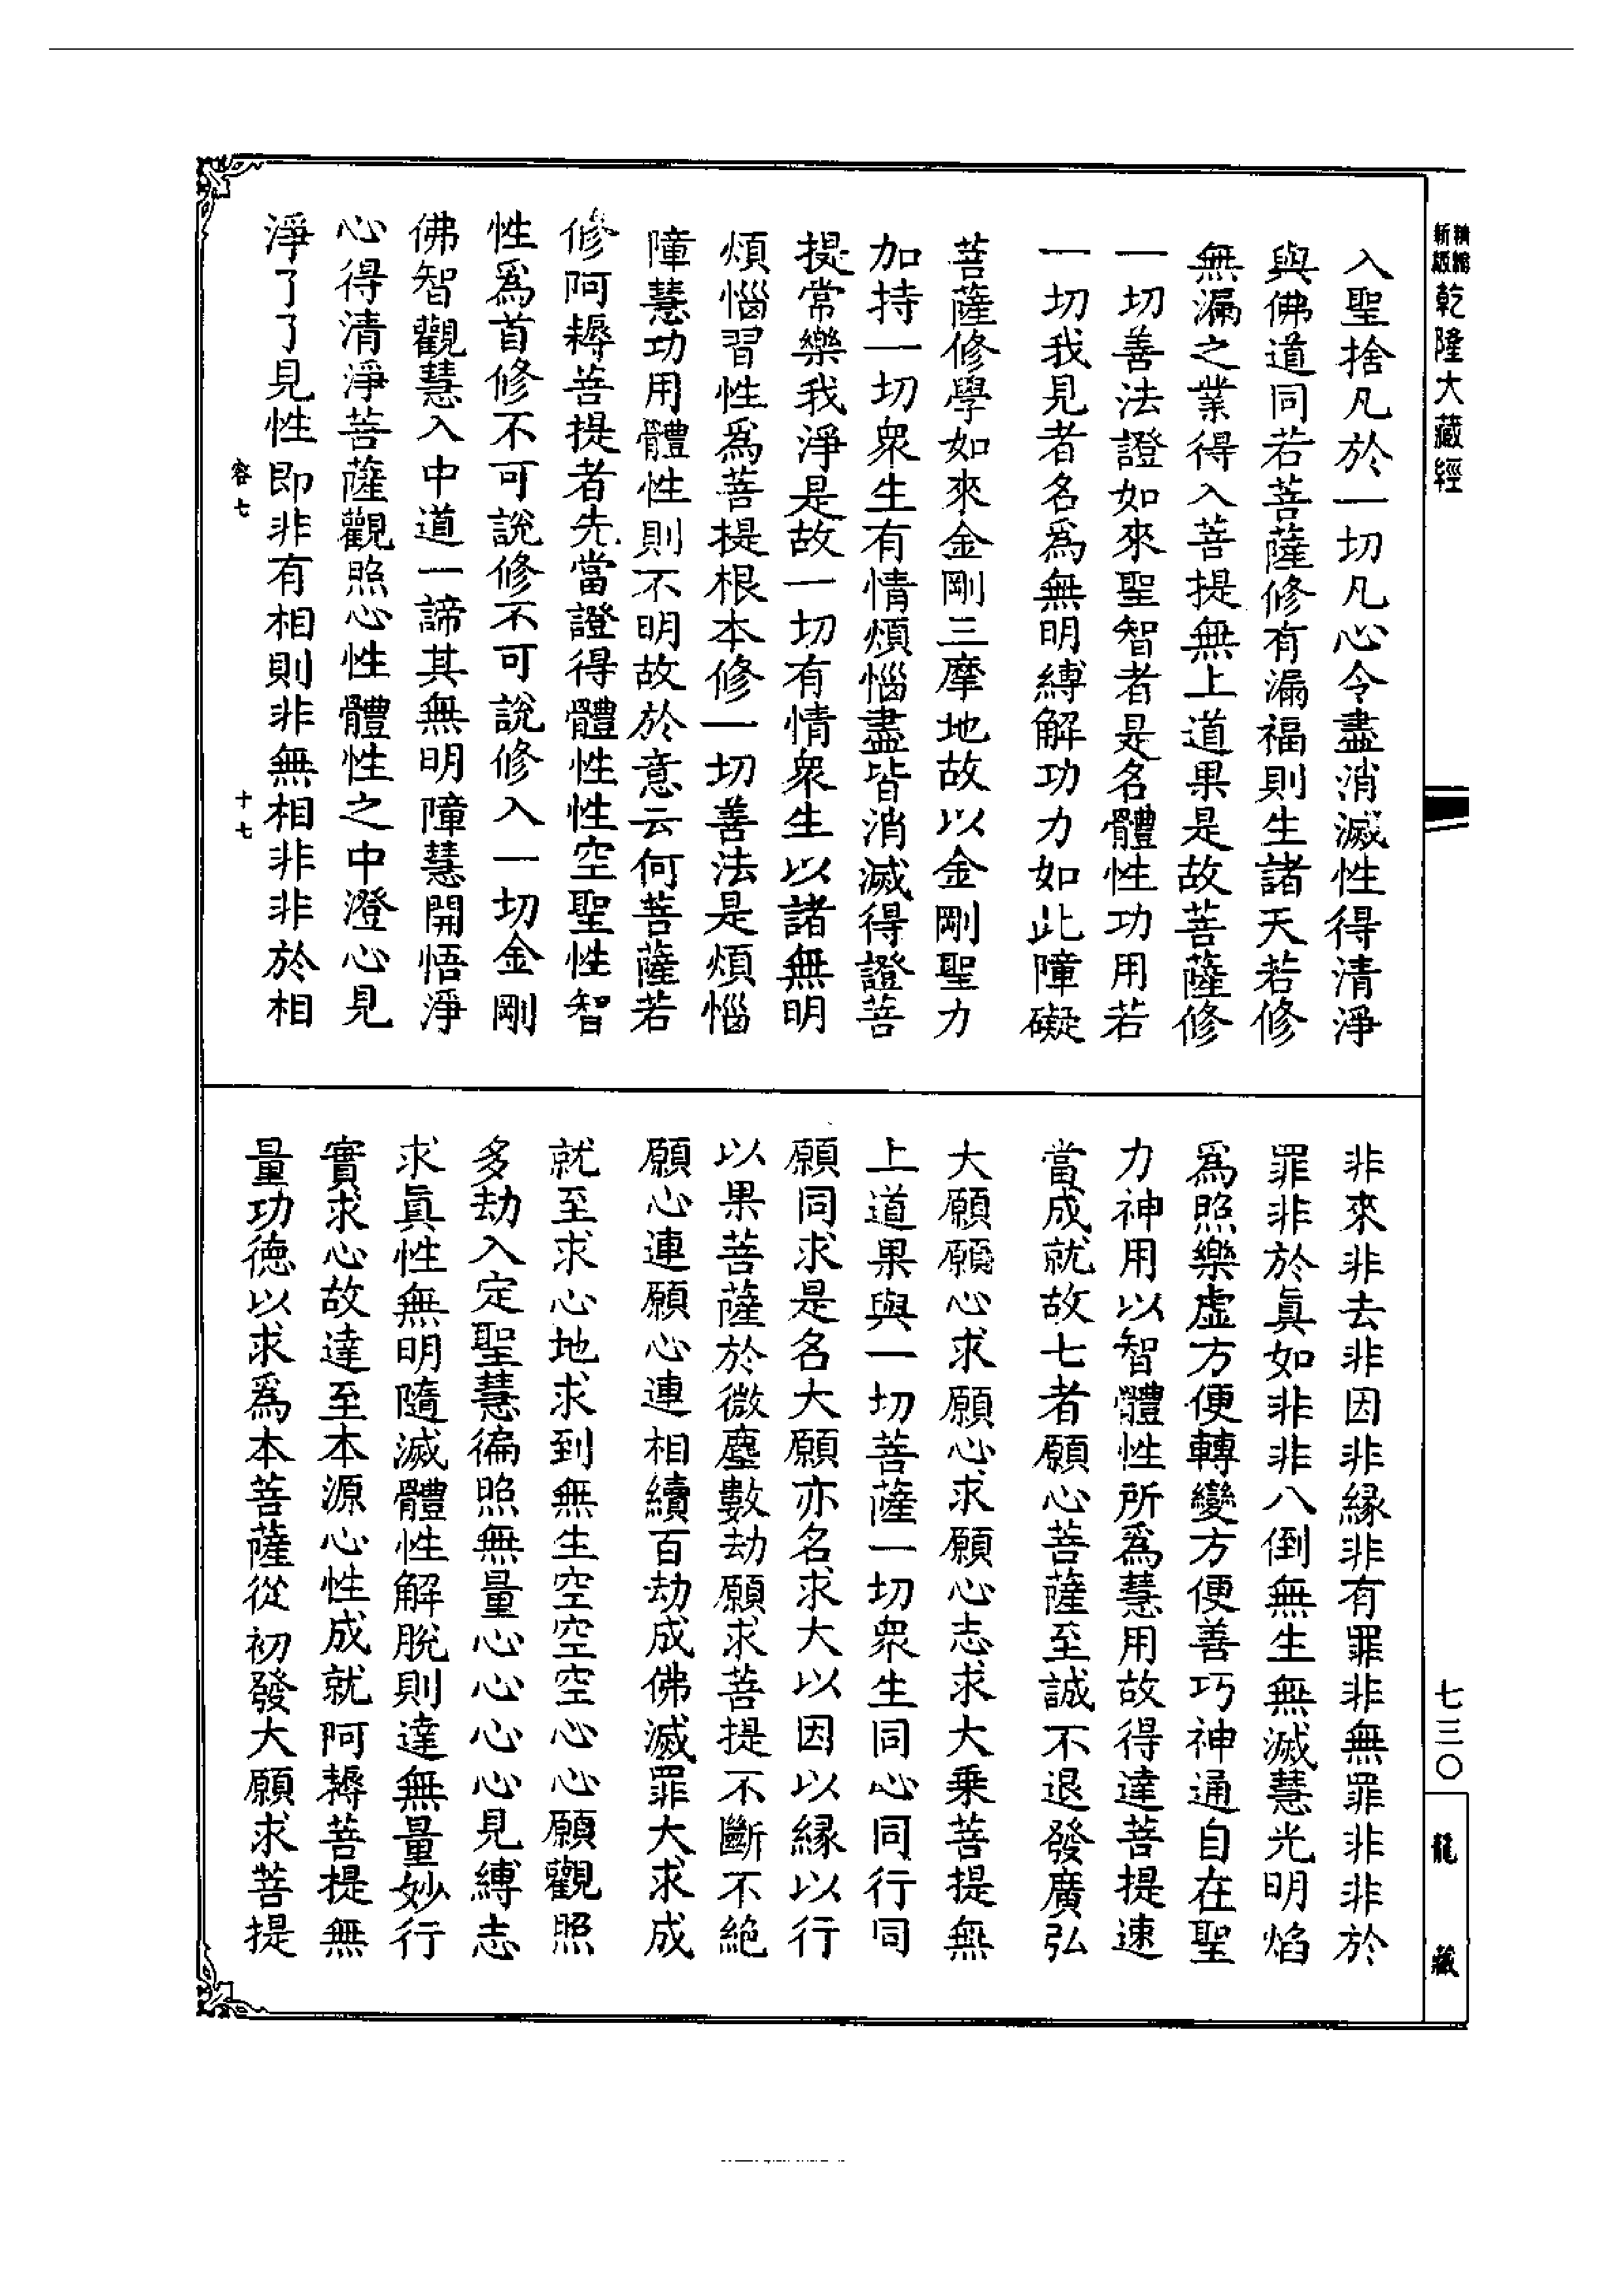 新版
精縮
乾隆大藏經
七三〇
龍藏
入聖捨凡於一切凡心令盡消滅性得清淨
與佛道同若菩薩修有漏福則生諸天若修
無漏之業得入菩提無上道果是故菩薩修
一切善法證如來聖智者是名體性功用若
一切我見者名爲無明縛解功力如此障礙
菩薩修學如來金剛三摩地故以金剛聖力
加持一切衆生有情煩惱盡皆消滅得證菩
提常樂我淨是故一切有情衆生以諸無明
煩惱習性爲菩提根本修一切善法是煩惱
障慧功用體性則不明故於意云何菩薩若
修阿耨菩提者先當證得體性性空聖性智
性爲首修不可說修不可說修入一切金剛
佛智觀慧入中道一諦其無明障慧開悟淨
心得清淨菩薩觀照心性體性之中澄心見
淨了了見性即非有相則非無相非非於相
容七
十七
非來非去非因非緣非有罪非無罪非非於
罪非於眞如非非八倒無生無滅慧光明焰
爲照樂虛方便轉變方便善巧神通自在聖
力神用以智體性所爲慧用故得達菩提速
當成就故七者願心菩薩至誠不退發廣弘
大願願心求願心求願心志求大乘菩提無
上道果與一切菩薩一切衆生同心同行同
願同求是名大願亦名求大以因以緣以行
以果菩薩於微塵數劫願求菩提不斷不絕
願心連願心連相續百劫成佛滅罪大求成
就至求心地求到無生空空空心心願觀照
多劫入定聖慧徧照無量心心心心見縛志
求眞性無明隨滅體性解脫則達無量妙行
實求心故達至本源心性成就阿耨菩提無
量功德以求爲本菩薩從初發大願求菩提